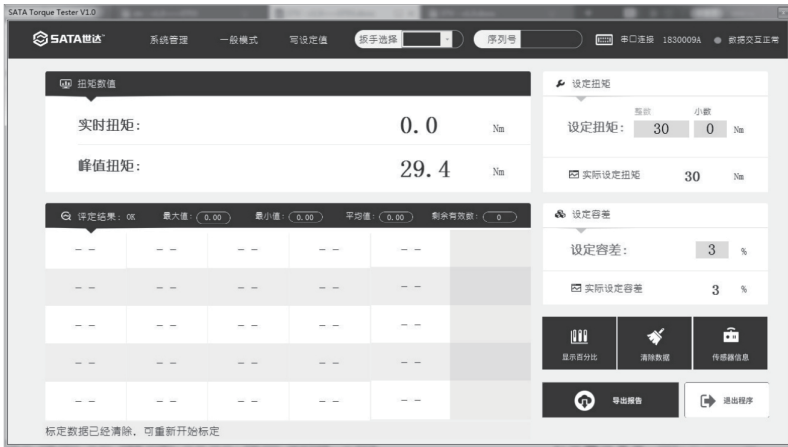 SATA Torque Tester V1.0
SATA世达 系统管理 一般模式 写设定值 扳手选择 序列号 串口连接 1830009A 数据交互正常
扭矩数值
实时扭矩: 0.0 Nm
峰值扭矩: 29.4 Nm
设定扭矩
整数 小数
设定扭矩: 30 0 Nm
实际设定扭矩 30 Nm
评定结果: OK 最大值: 0.00 最小值: 0.00 平均值: 0.00 剩余有效数: 0
-- -- -- --
-- -- -- --
-- -- -- --
-- -- -- --
-- -- -- --
设定容差
设定容差: 3 %
实际设定容差 3 %
显示百分比 清除数据 传感器信息
导出报告 退出程序
标定数据已经清除, 可重新开始标定